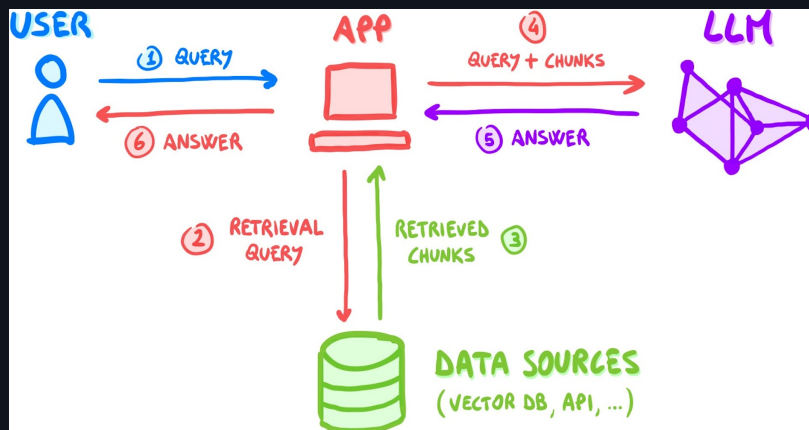 USER
APP
LLM
① QUERY
④
QUERY + CHUNKS
⑥ ANSWER
⑤ ANSWER
② RETRIEVAL
QUERY
RETRIEVED
CHUNKS ③
DATA SOURCES
(VECTOR DB, API, ...)